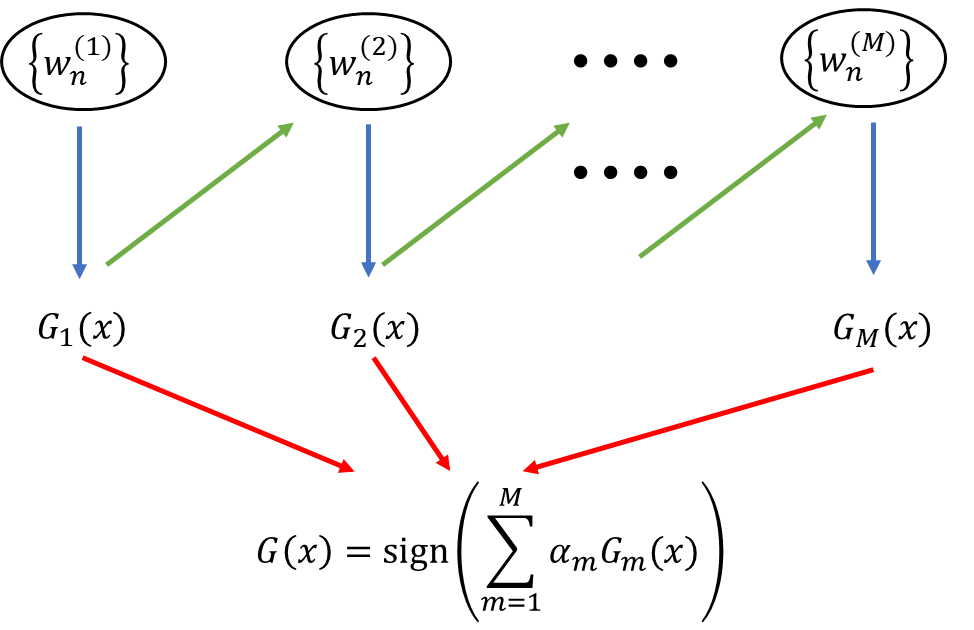 {w_n^(1)} {w_n^(2)} •••• {w_n^(M)}
••••
G_1(x) G_2(x) G_M(x)
G(x) = sign(∑_{m=1}^{M} α_m G_m(x))